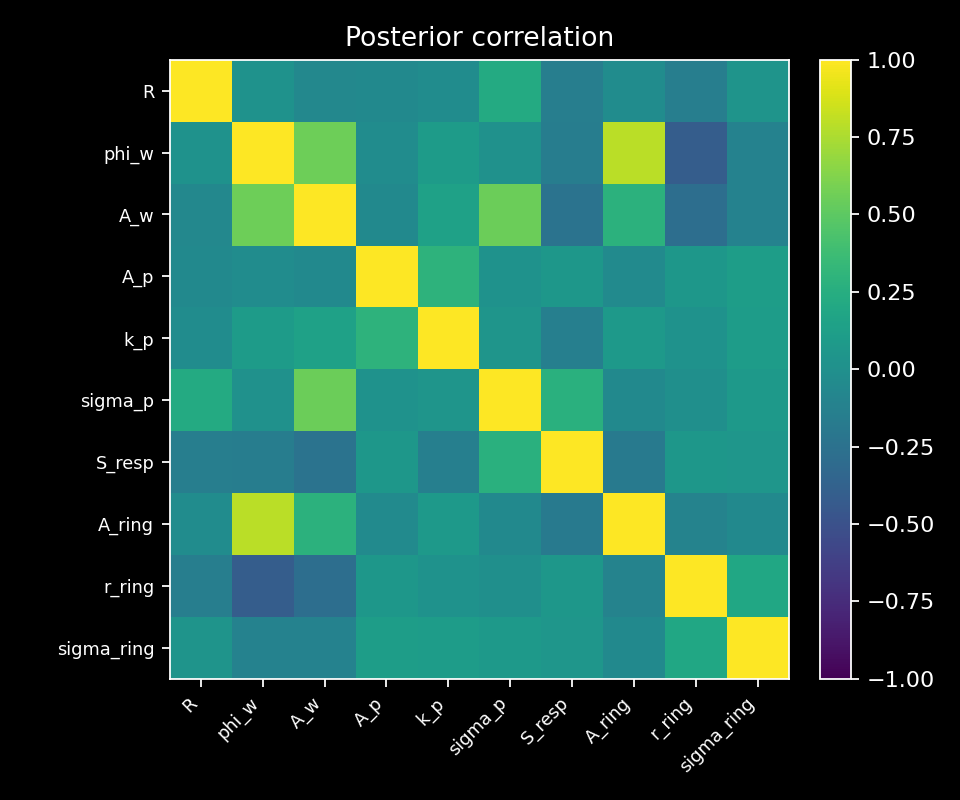 Posterior correlation
R
phi_w
A_w
A_p
k_p
sigma_p
S_resp
A_ring
r_ring
sigma_ring
R
phi_w
A_w
A_p
k_p
sigma_p
S_resp
A_ring
r_ring
sigma_ring
1.00
0.75
0.50
0.25
0.00
−0.25
−0.50
−0.75
−1.00